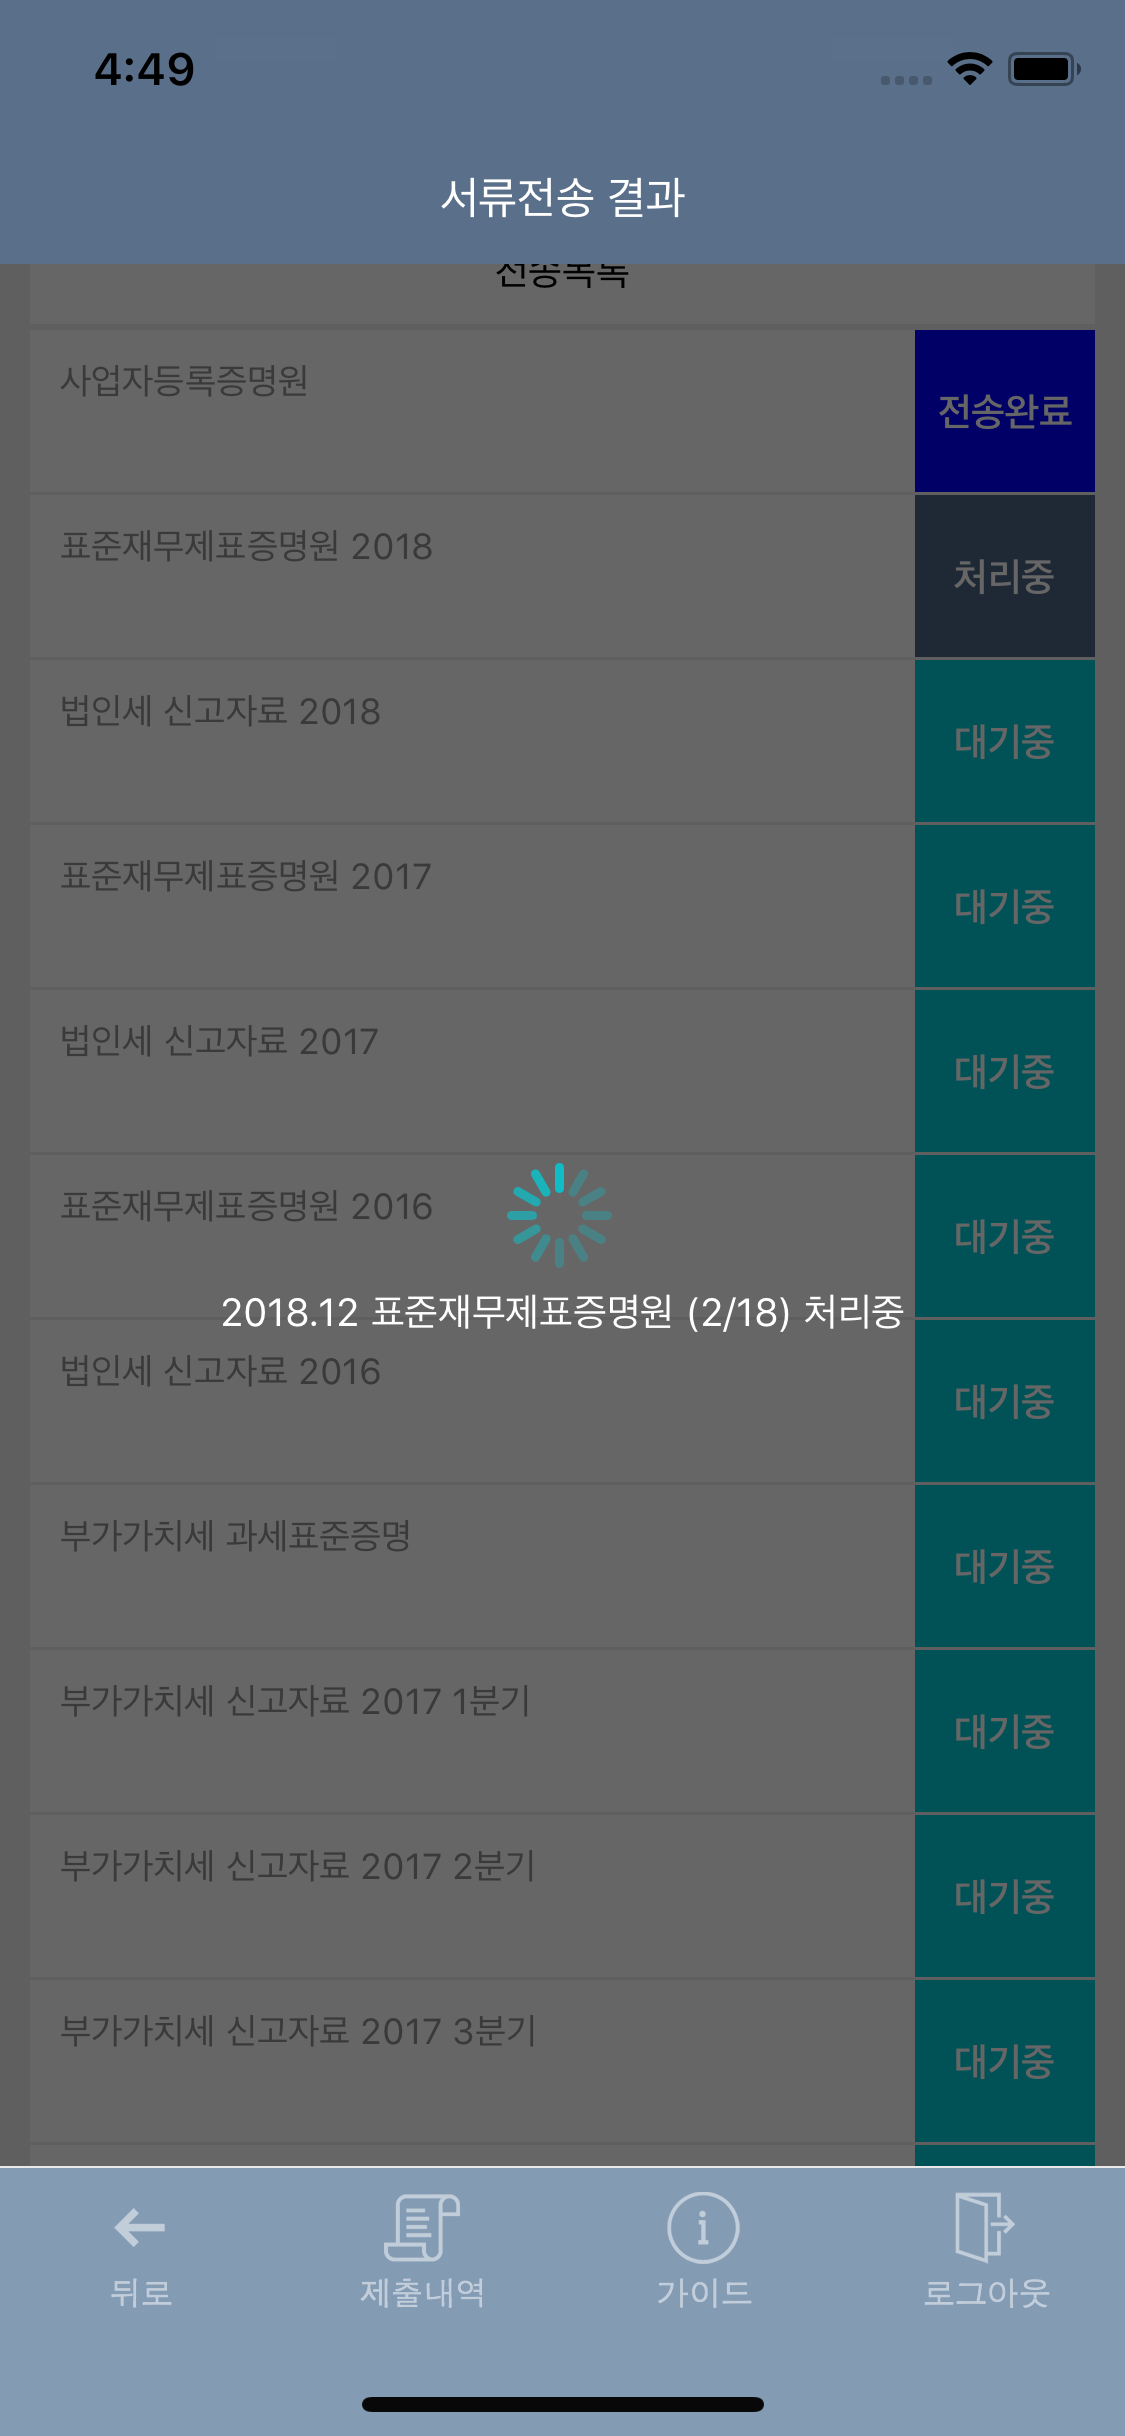 4:49
서류전송 결과
전송목록
사업자등록증명원
전송완료
표준재무제표증명원 2018
처리중
법인세 신고자료 2018
대기중
표준재무제표증명원 2017
대기중
법인세 신고자료 2017
대기중
표준재무제표증명원 2016
대기중
2018.12 표준재무제표증명원 (2/18) 처리중
법인세 신고자료 2016
대기중
부가가치세 과세표준증명
대기중
부가가치세 신고자료 2017 1분기
대기중
부가가치세 신고자료 2017 2분기
대기중
부가가치세 신고자료 2017 3분기
대기중
뒤로
제출내역
가이드
로그아웃